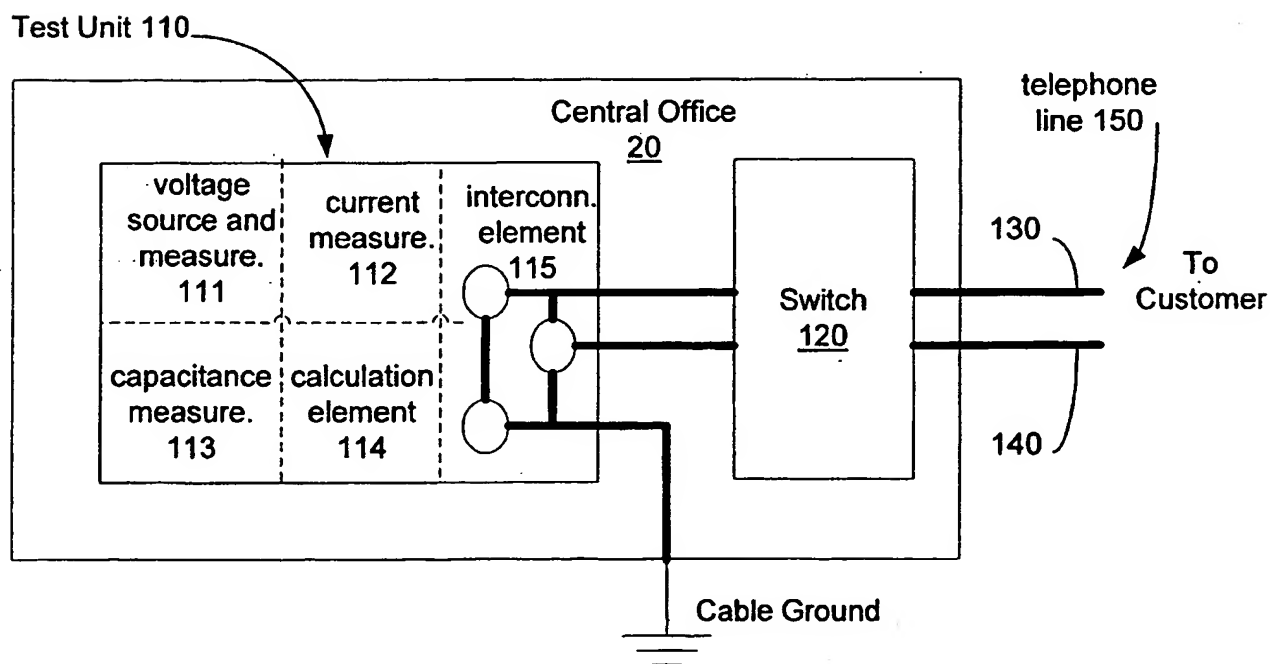 Test Unit 110
Central Office
20
telephone
line 150
voltage
source and
measure.
111
current
measure.
112
interconn.
element
115
capacitance
measure.
113
calculation
element
114
Switch
120
130
140
To
Customer
Cable Ground